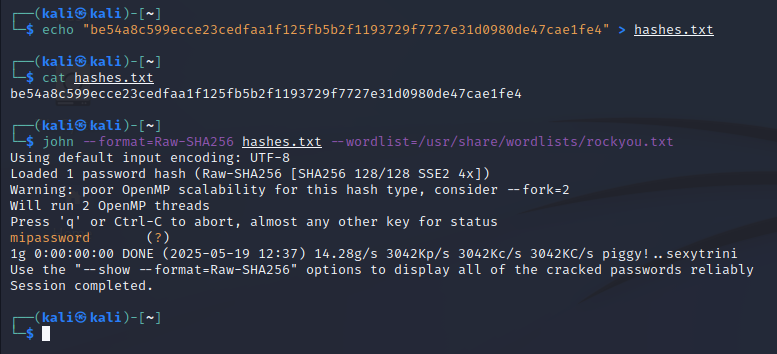 ┌──(kali㉿kali)-[~]
└─$ echo "be54a8c599ecce23cedfaa1f125fb5b2f1193729f7727e31d0980de47cae1fe4" > hashes.txt
┌──(kali㉿kali)-[~]
└─$ cat hashes.txt
be54a8c599ecce23cedfaa1f125fb5b2f1193729f7727e31d0980de47cae1fe4
┌──(kali㉿kali)-[~]
└─$ john --format=Raw-SHA256 hashes.txt --wordlist=/usr/share/wordlists/rockyou.txt
Using default input encoding: UTF-8
Loaded 1 password hash (Raw-SHA256 [SHA256 128/128 SSE2 4x])
Warning: poor OpenMP scalability for this hash type, consider --fork=2
Will run 2 OpenMP threads
Press 'q' or Ctrl-C to abort, almost any other key for status
mipassword       (?)
1g 0:00:00:00 DONE (2025-05-19 12:37) 14.28g/s 3042Kp/s 3042Kc/s 3042KC/s piggy!..sexytrini
Use the "--show --format=Raw-SHA256" options to display all of the cracked passwords reliably
Session completed.
┌──(kali㉿kali)-[~]
└─$